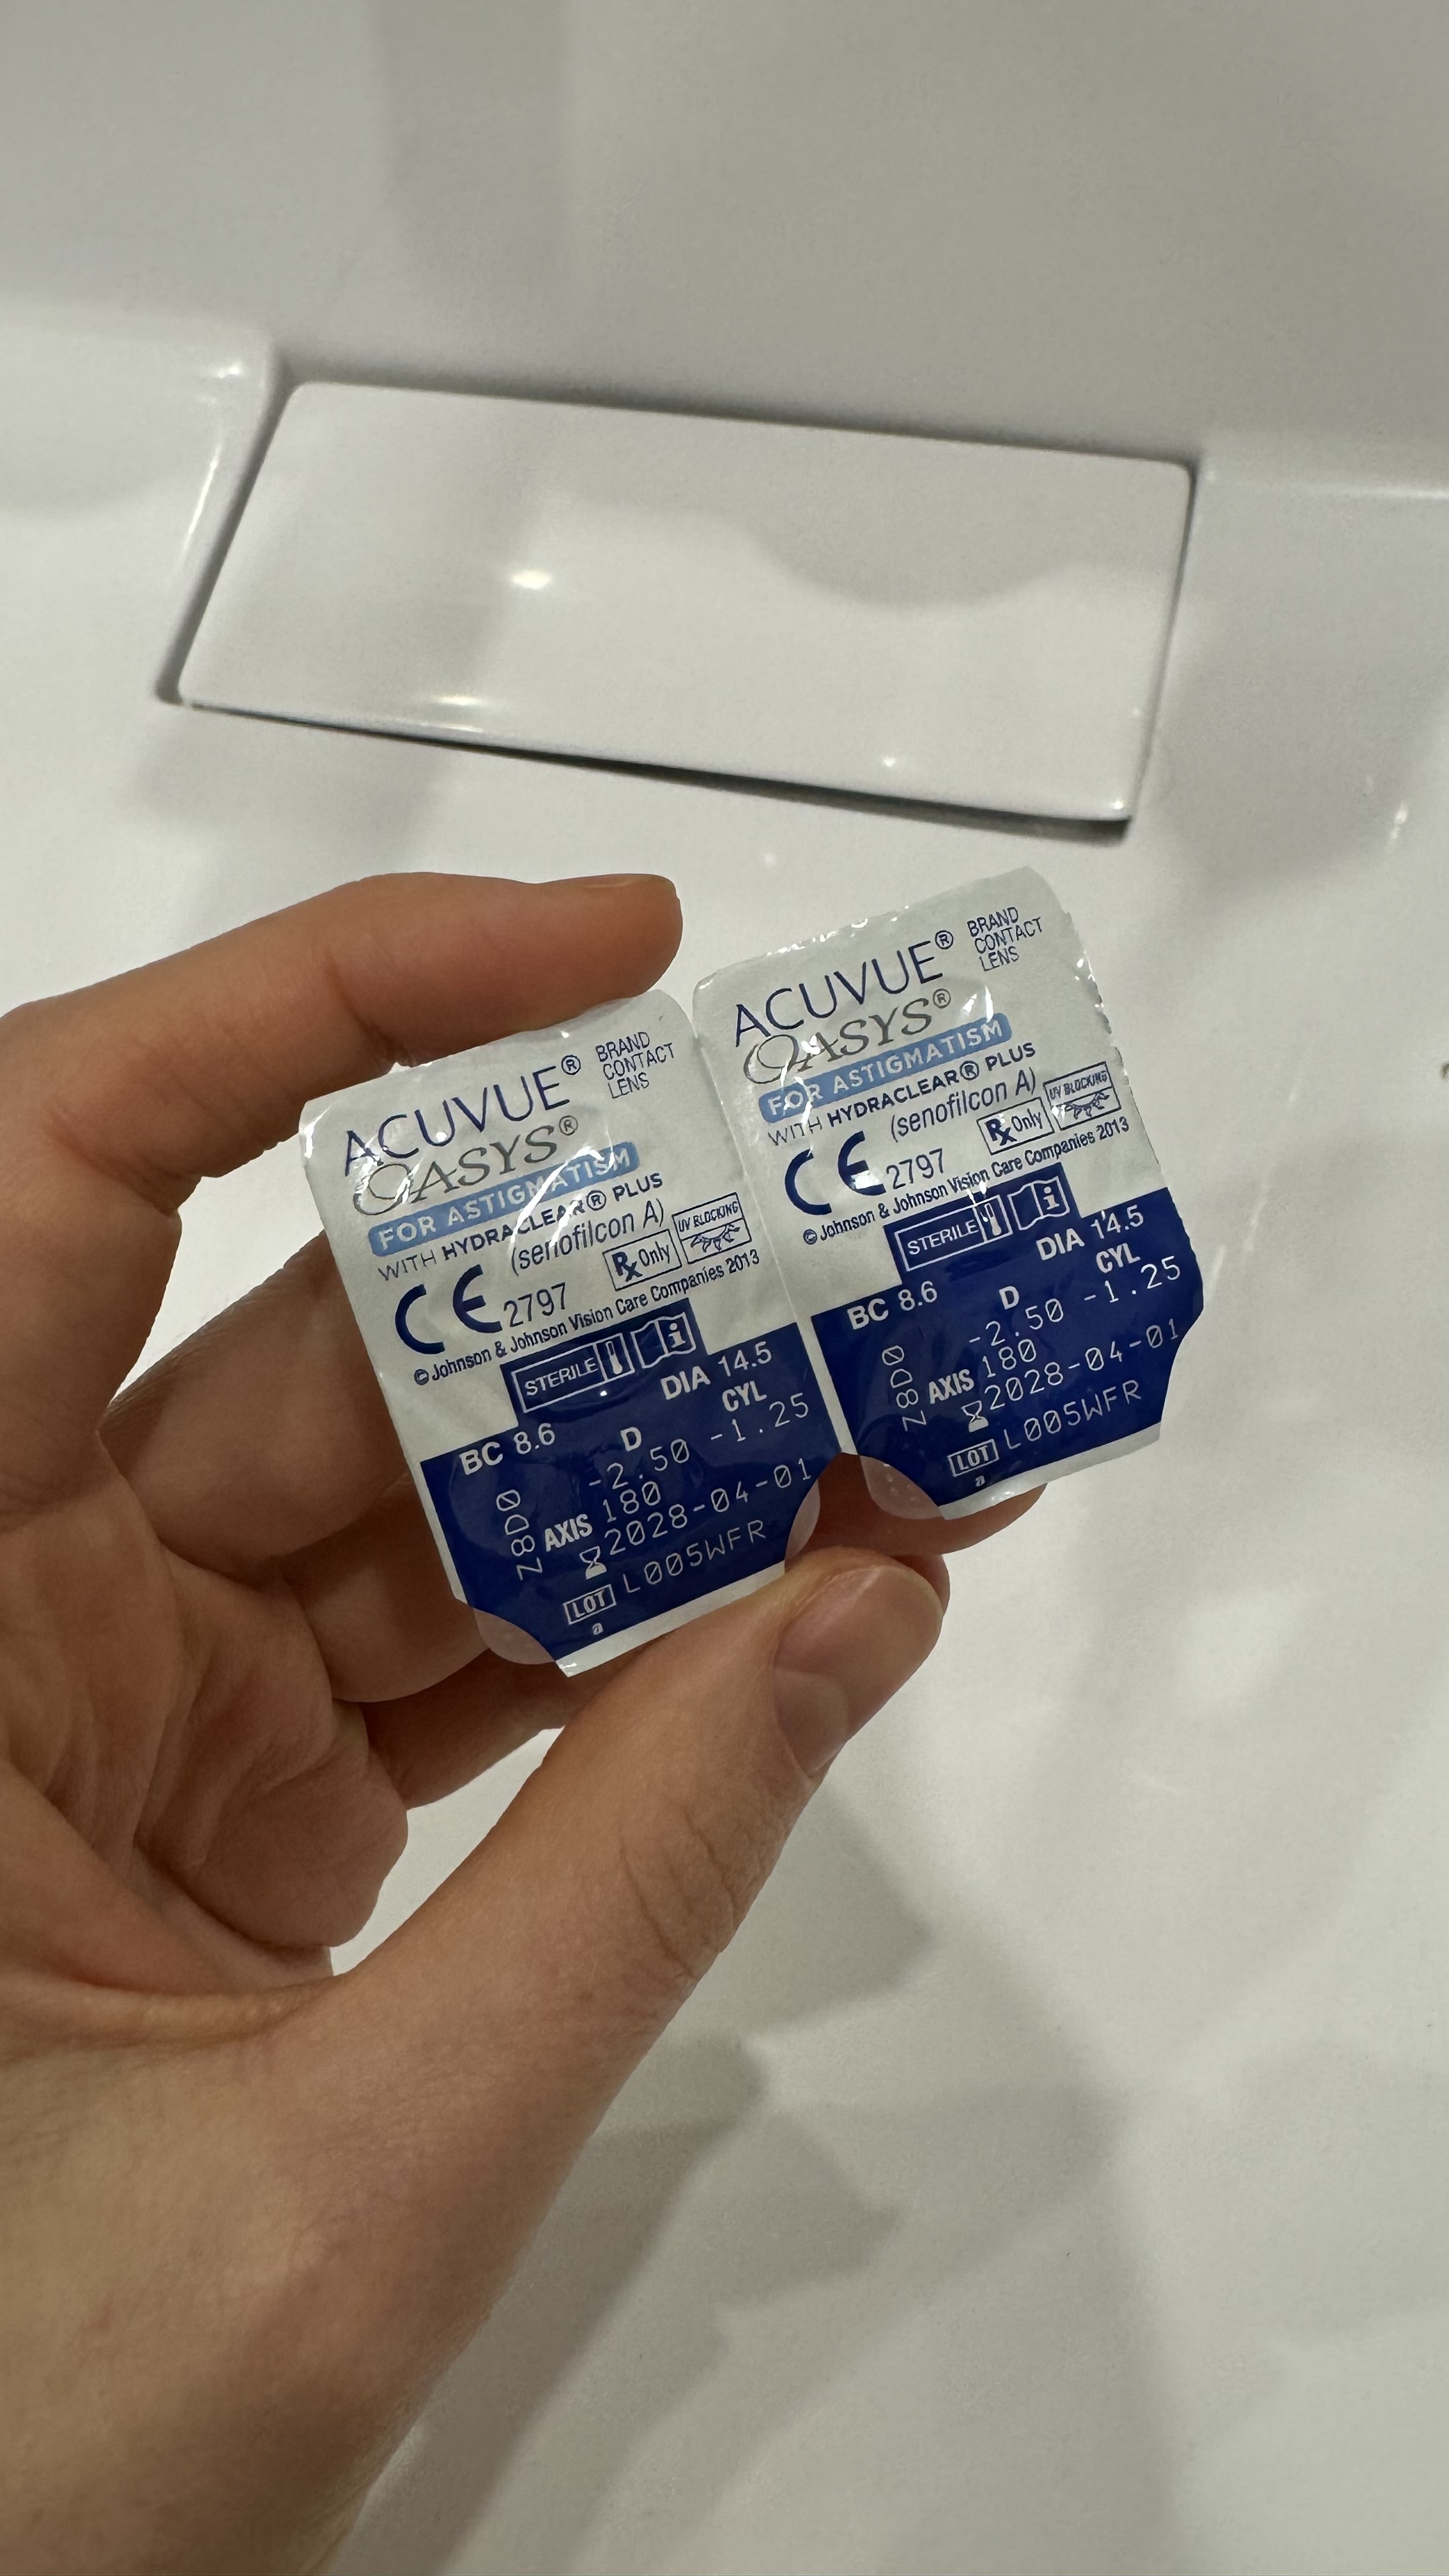 ACUVUE® BRAND
CONTACT
LENS
OASYS®
FOR ASTIGMATISM
WITH HYDRACLEAR® PLUS
(senofilcon A)
CE 2797
Rx Only
UV BLOCKING
© Johnson & Johnson Vision Care Companies 2013
STERILE
i
BC 8.6
DIA 14.5
D
CYL
-2.50 -1.25
Z8D0
AXIS 180
2028-04-01
LOT L005WFR
a
ACUVUE® BRAND
CONTACT
LENS
OASYS®
FOR ASTIGMATISM
WITH HYDRACLEAR® PLUS
(senofilcon A)
CE 2797
Rx Only
UV BLOCKING
© Johnson & Johnson Vision Care Companies 2013
STERILE
i
BC 8.6
DIA 14.5
D
CYL
-2.50 -1.25
Z8D0
AXIS 180
2028-04-01
LOT L005WFR
a